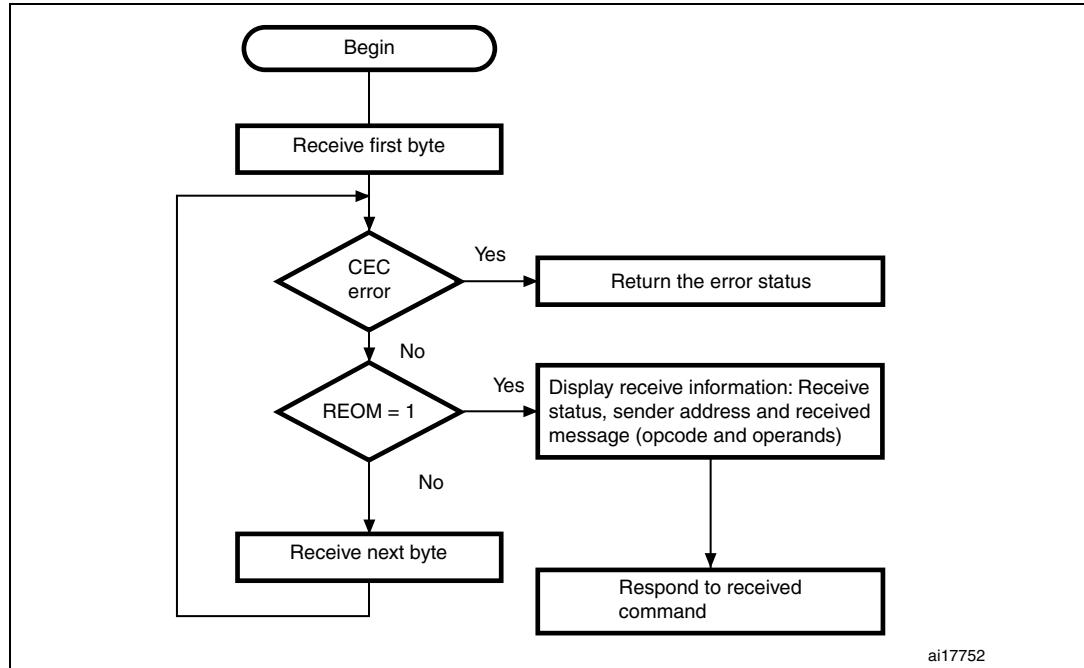 Begin
Receive first byte
CEC
error
Yes
Return the error status
No
REOM = 1
Yes
Display receive information: Receive
status, sender address and received
message (opcode and operands)
No
Receive next byte
Respond to received
command
ai17752